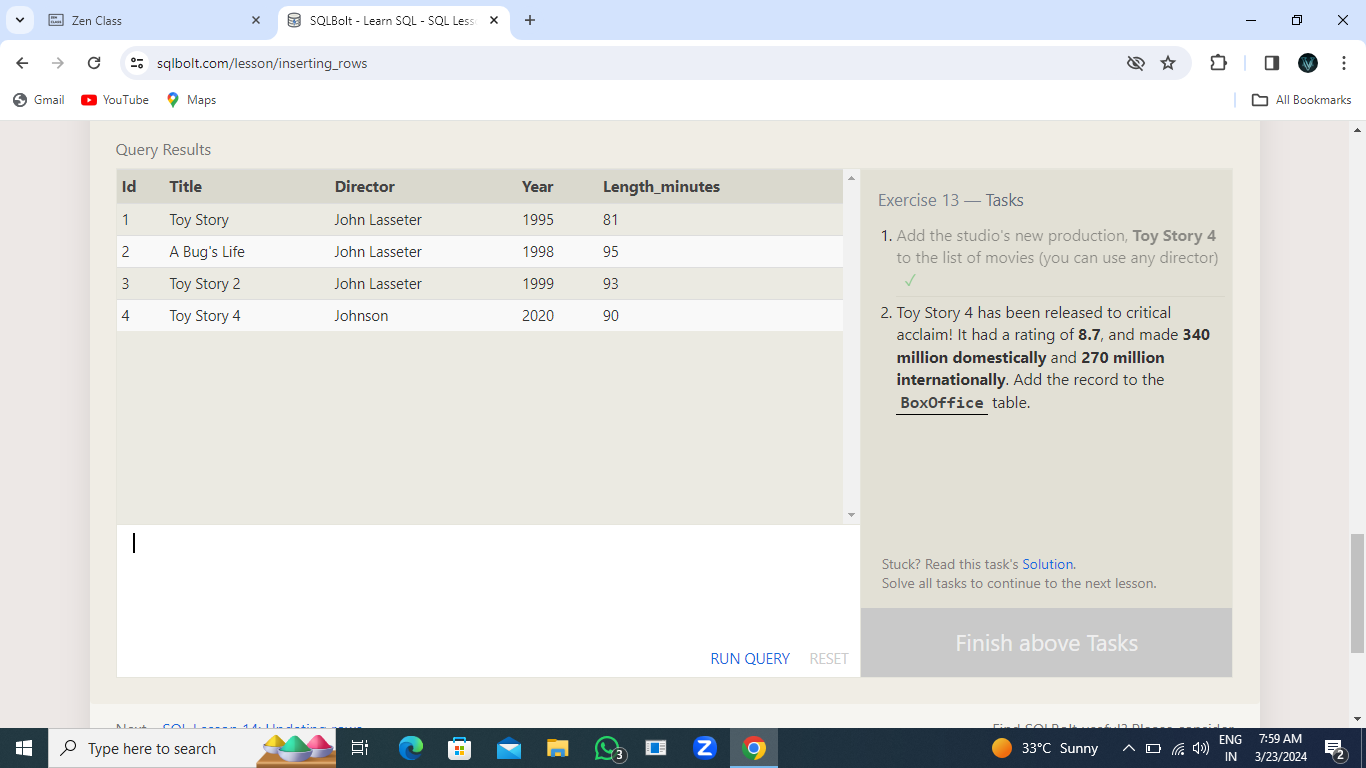 Zen Class
SQLBolt - Learn SQL - SQL Less
sqlbolt.com/lesson/inserting_rows
Gmail
YouTube
Maps
All Bookmarks
Query Results
Id Title Director Year Length_minutes
1 Toy Story John Lasseter 1995 81
2 A Bug's Life John Lasseter 1998 95
3 Toy Story 2 John Lasseter 1999 93
4 Toy Story 4 Johnson 2020 90
RUN QUERY RESET
Exercise 13 — Tasks
1. Add the studio's new production, Toy Story 4
to the list of movies (you can use any director)
✓
2. Toy Story 4 has been released to critical
acclaim! It had a rating of 8.7, and made 340
million domestically and 270 million
internationally. Add the record to the
BoxOffice table.
Stuck? Read this task's Solution.
Solve all tasks to continue to the next lesson.
Finish above Tasks
Next – SQL Lesson 14: Updating rows
Find SQLBolt useful? Please consider
Type here to search
3
33°C Sunny
ENG
IN
7:59 AM
3/23/2024
2